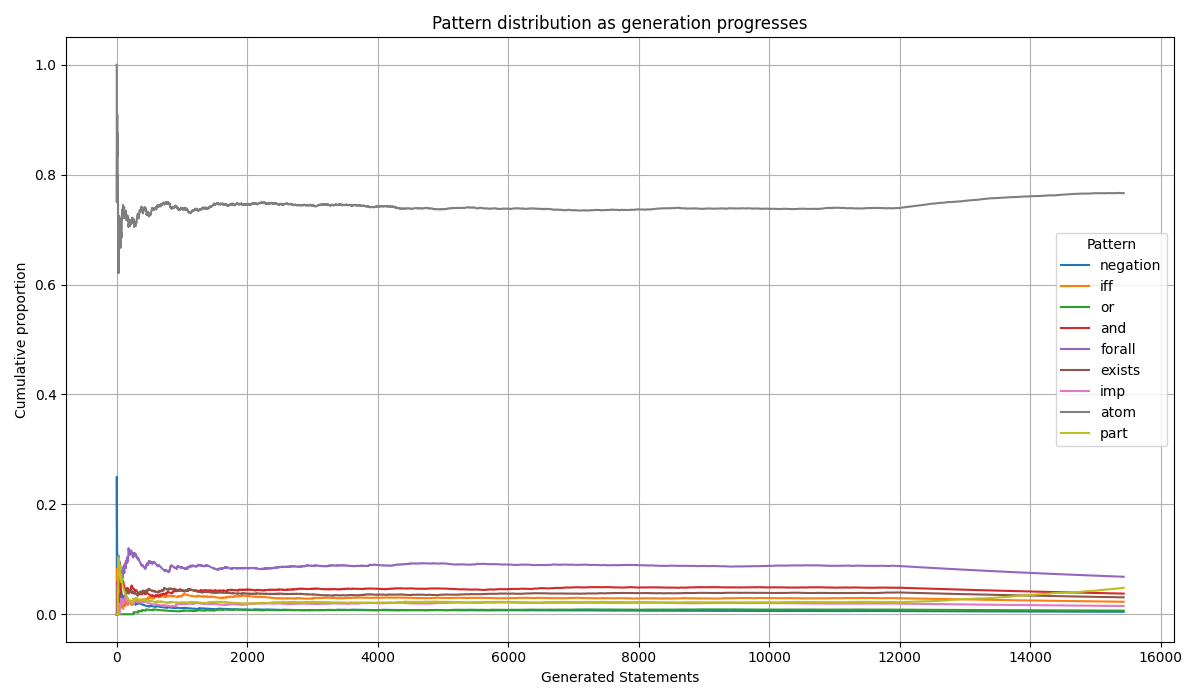 Pattern distribution as generation progresses
Cumulative proportion
1.0
0.8
0.6
0.4
0.2
0.0
Pattern
negation
iff
or
and
forall
exists
imp
atom
part
0 2000 4000 6000 8000 10000 12000 14000 16000
Generated Statements